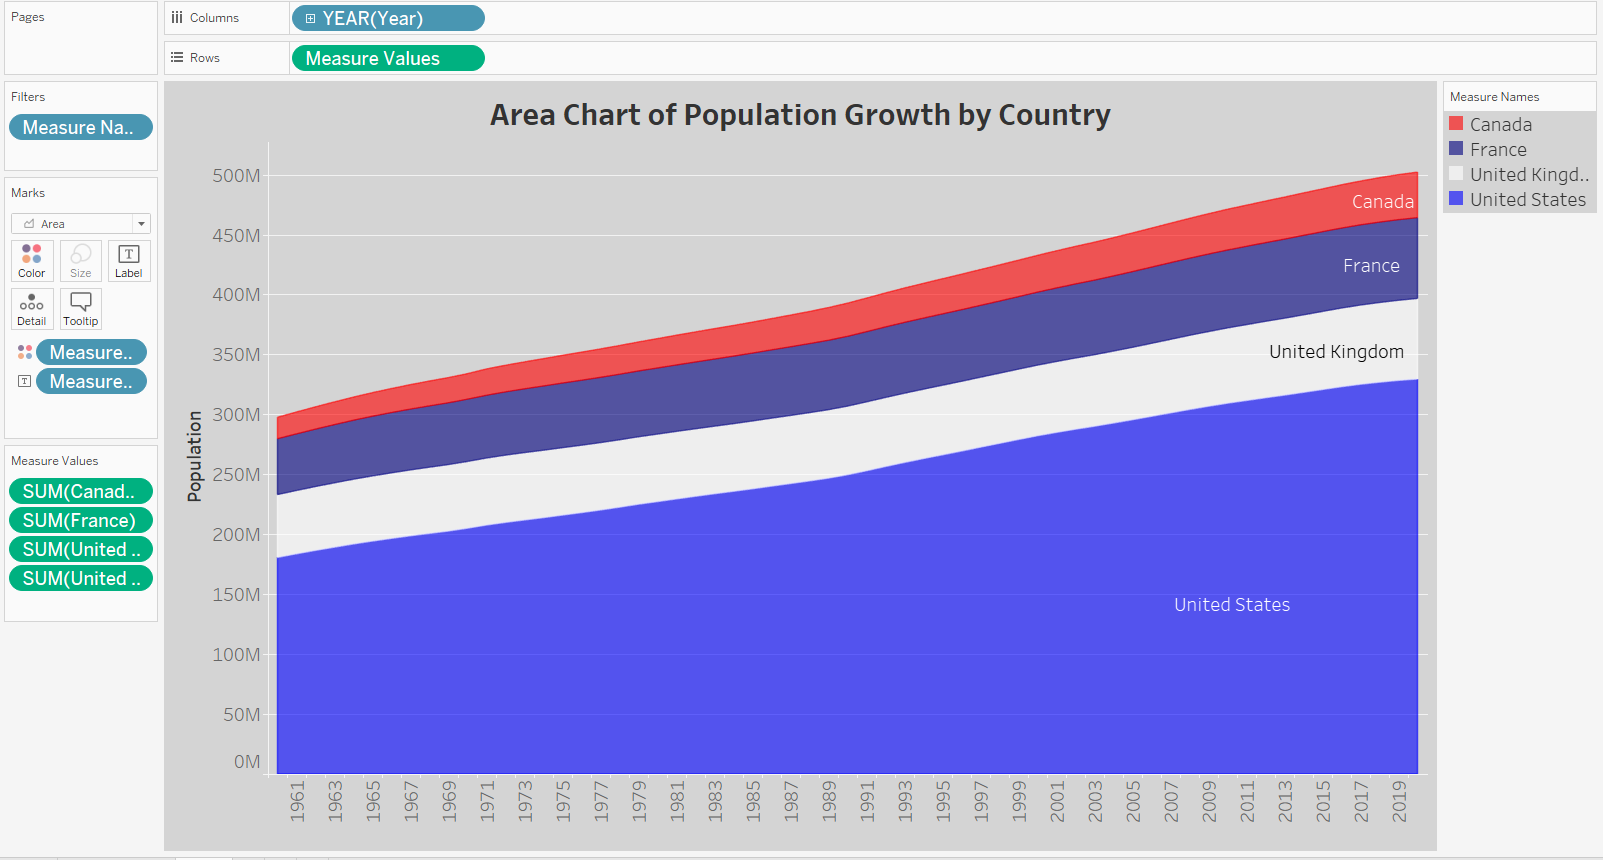 Pages
Columns
YEAR(Year)
Rows
Measure Values
Filters
Measure Na..
Marks
Area
Color
Size
Label
Detail
Tooltip
Measure..
Measure..
Measure Values
SUM(Canad..
SUM(France)
SUM(United ..
SUM(United ..
Area Chart of Population Growth by Country
Population
500M
450M
400M
350M
300M
250M
200M
150M
100M
50M
0M
Canada
France
United Kingdom
United States
1961
1963
1965
1967
1969
1971
1973
1975
1977
1979
1981
1983
1985
1987
1989
1991
1993
1995
1997
1999
2001
2003
2005
2007
2009
2011
2013
2015
2017
2019
Measure Names
Canada
France
United Kingd..
United States